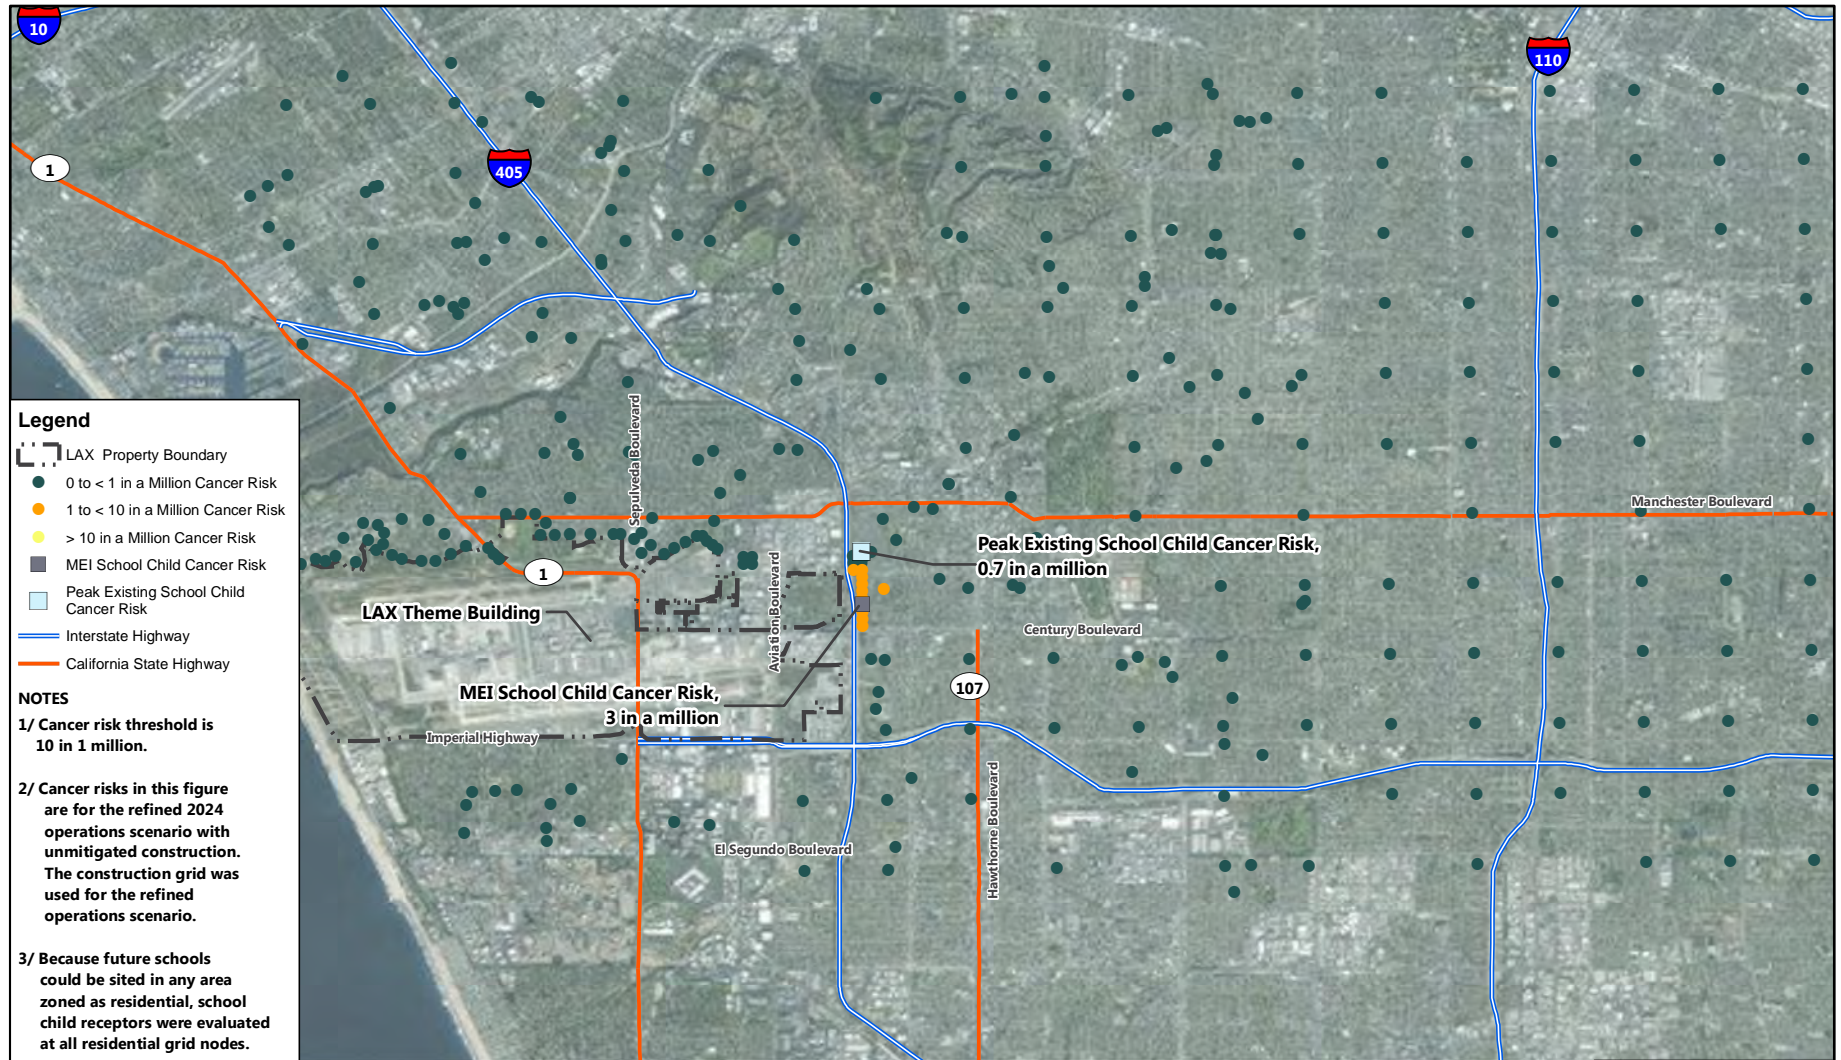 10
110
1
405
Sepulveda Boulevard
Manchester Boulevard
Peak Existing School Child Cancer Risk,
0.7 in a million
1
Aviation Boulevard
LAX Theme Building
Century Boulevard
MEI School Child Cancer Risk,
3 in a million
107
Imperial Highway
Hawthorne Boulevard
El Segundo Boulevard
Legend
LAX Property Boundary
0 to < 1 in a Million Cancer Risk
1 to < 10 in a Million Cancer Risk
> 10 in a Million Cancer Risk
MEI School Child Cancer Risk
Peak Existing School Child
Cancer Risk
Interstate Highway
California State Highway
NOTES
1/ Cancer risk threshold is
10 in 1 million.
2/ Cancer risks in this figure
are for the refined 2024
operations scenario with
unmitigated construction.
The construction grid was
used for the refined
operations scenario.
3/ Because future schools
could be sited in any area
zoned as residential, school
child receptors were evaluated
at all residential grid nodes.